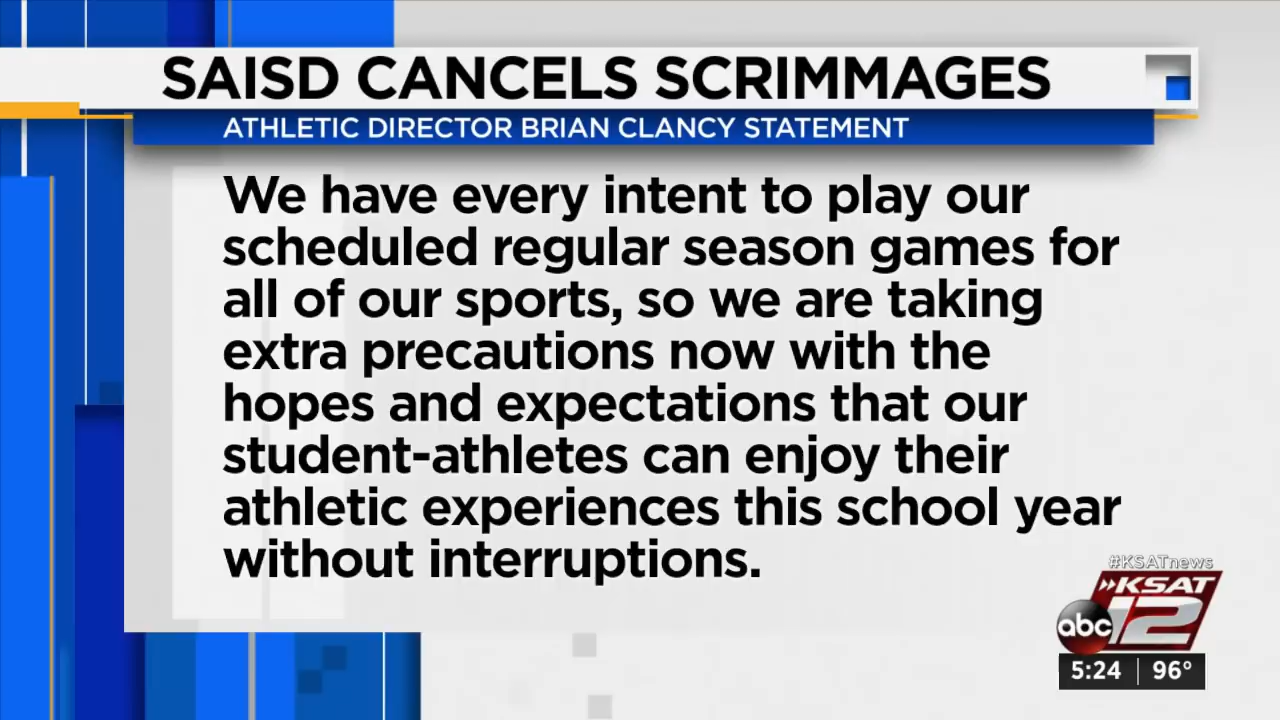 SAISD CANCELS SCRIMMAGES
ATHLETIC DIRECTOR BRIAN CLANCY STATEMENT
We have every intent to play our
scheduled regular season games for
all of our sports, so we are taking
extra precautions now with the
hopes and expectations that our
student-athletes can enjoy their
athletic experiences this school year
without interruptions.
#KSATnews
KSAT
abc 12
5:24 | 96°